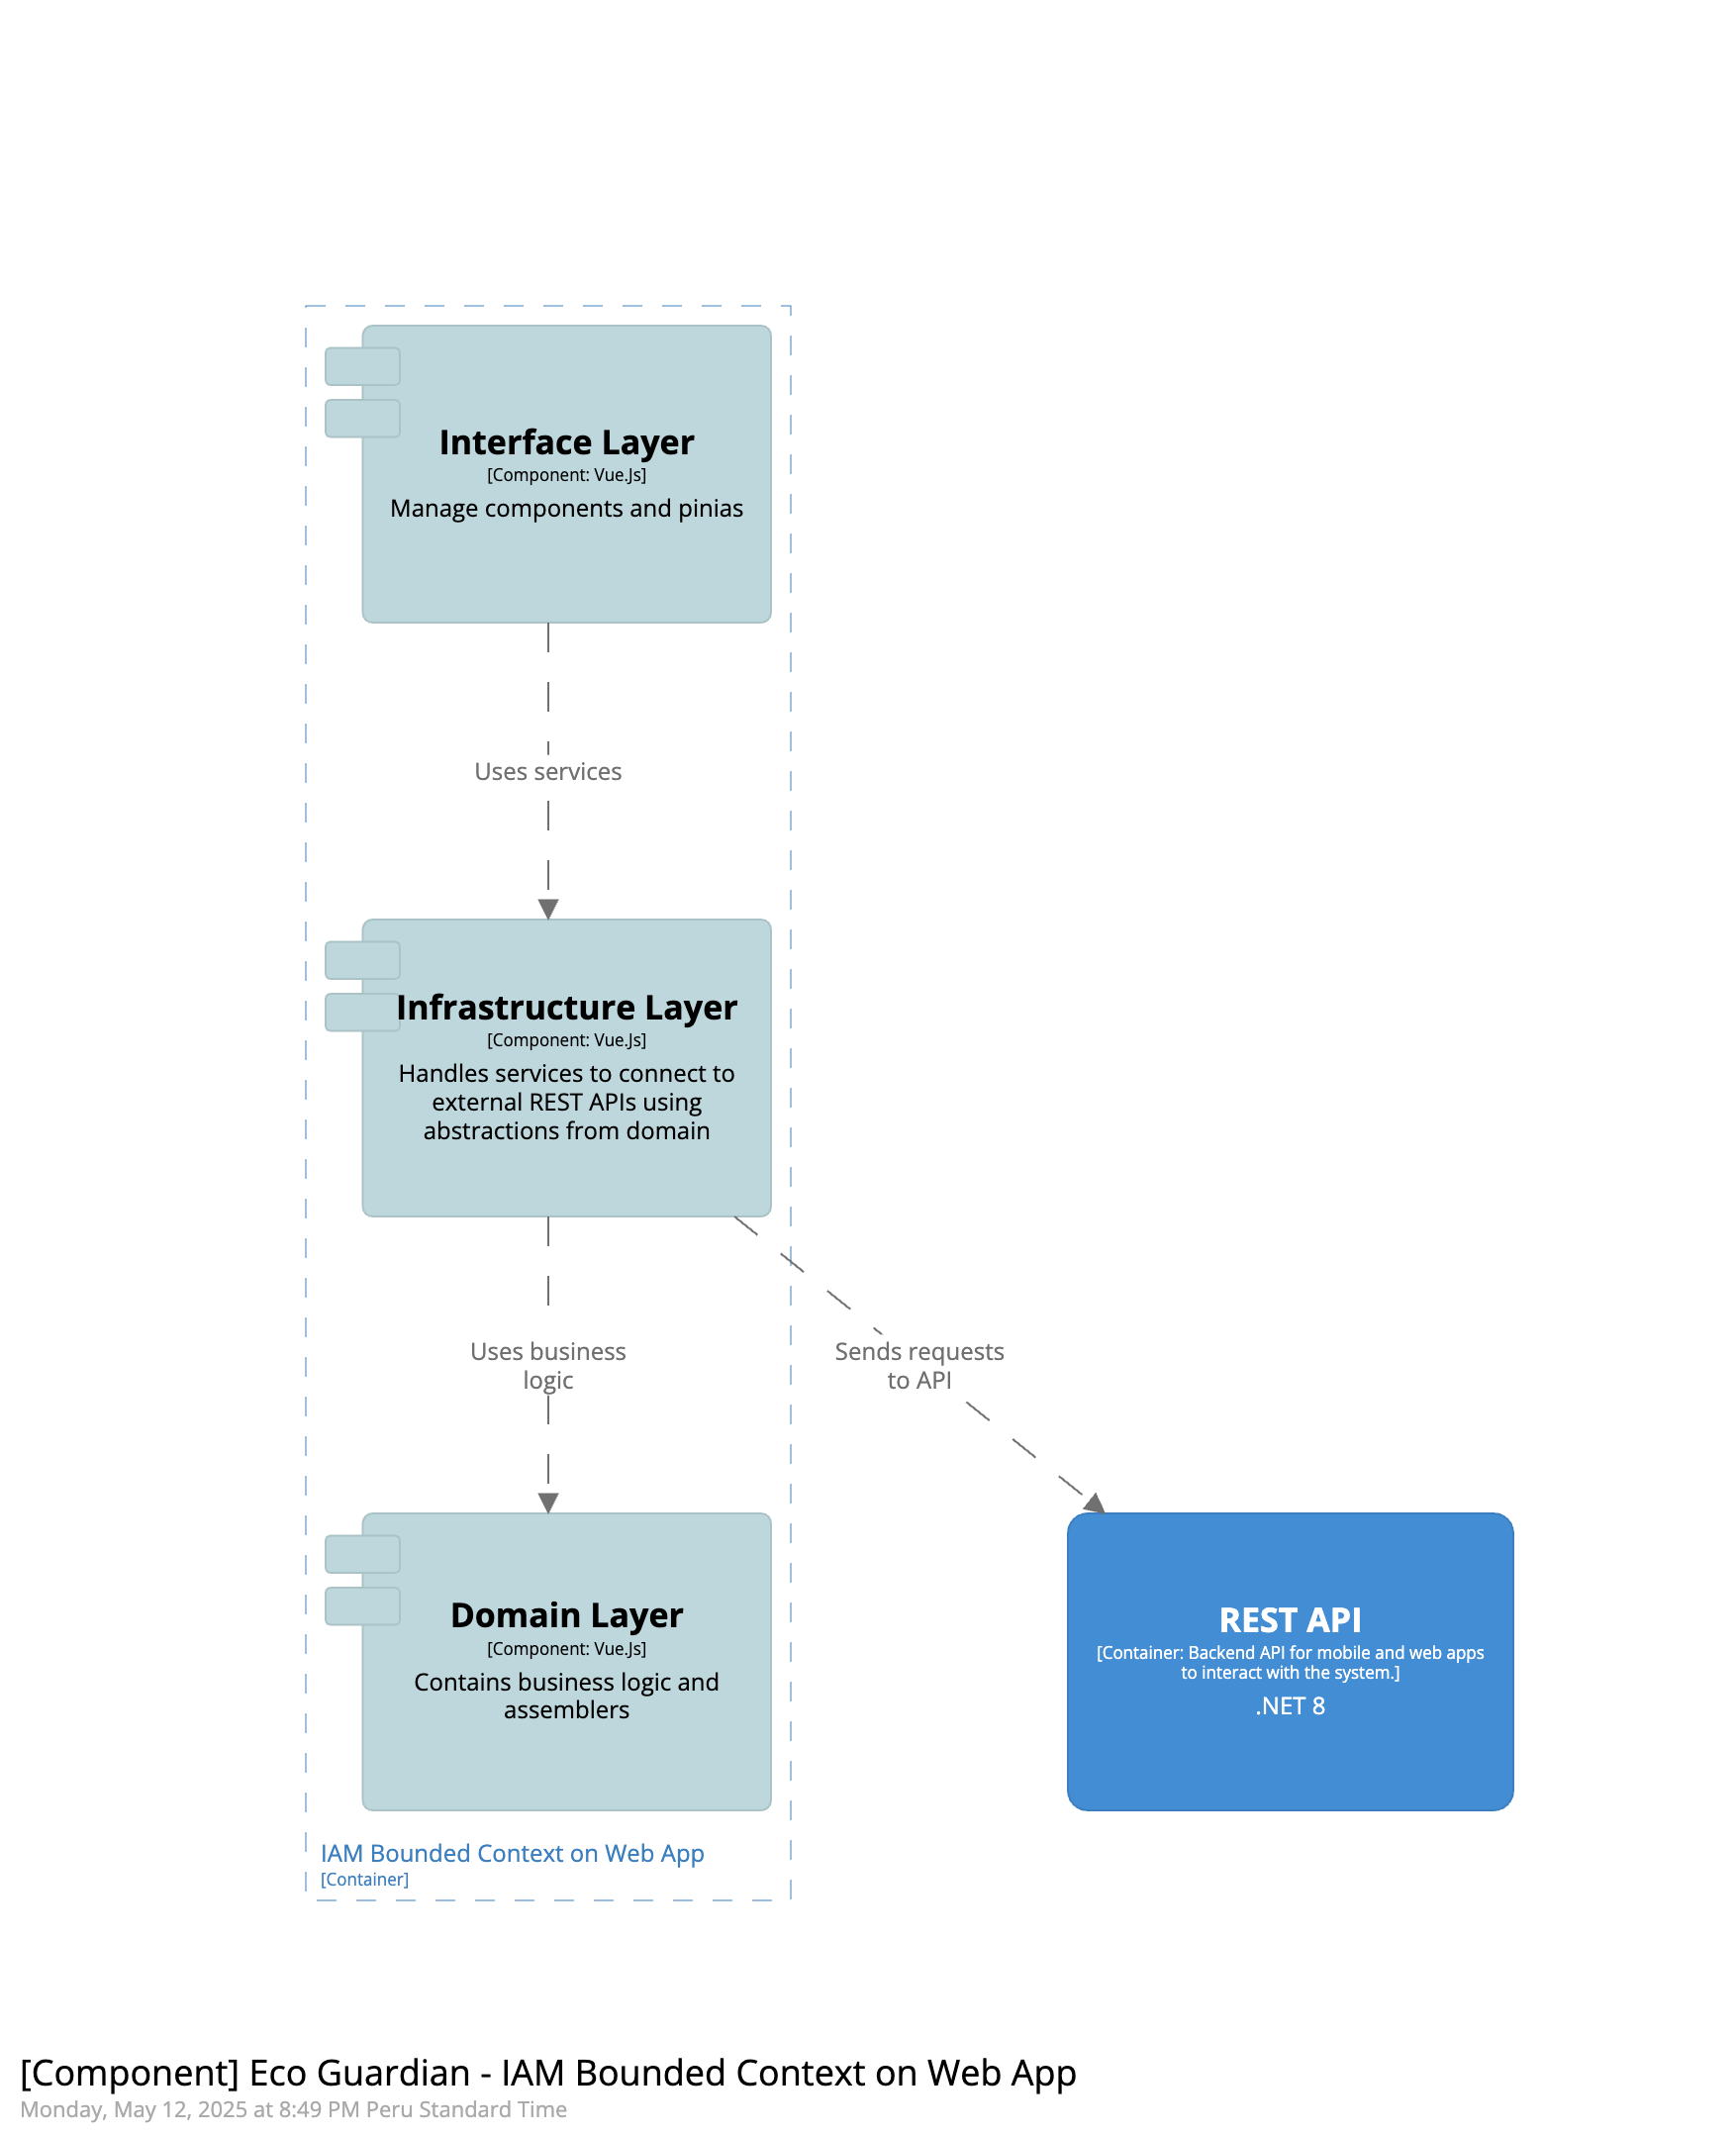 Interface Layer
[Component: Vue.Js]
Manage components and pinias
Uses services
Infrastructure Layer
[Component: Vue.Js]
Handles services to connect to
external REST APIs using
abstractions from domain
Uses business
logic
Sends requests
to API
Domain Layer
[Component: Vue.Js]
Contains business logic and
assemblers
REST API
[Container: Backend API for mobile and web apps
to interact with the system.]
.NET 8
IAM Bounded Context on Web App
[Container]
[Component] Eco Guardian - IAM Bounded Context on Web App
Monday, May 12, 2025 at 8:49 PM Peru Standard Time